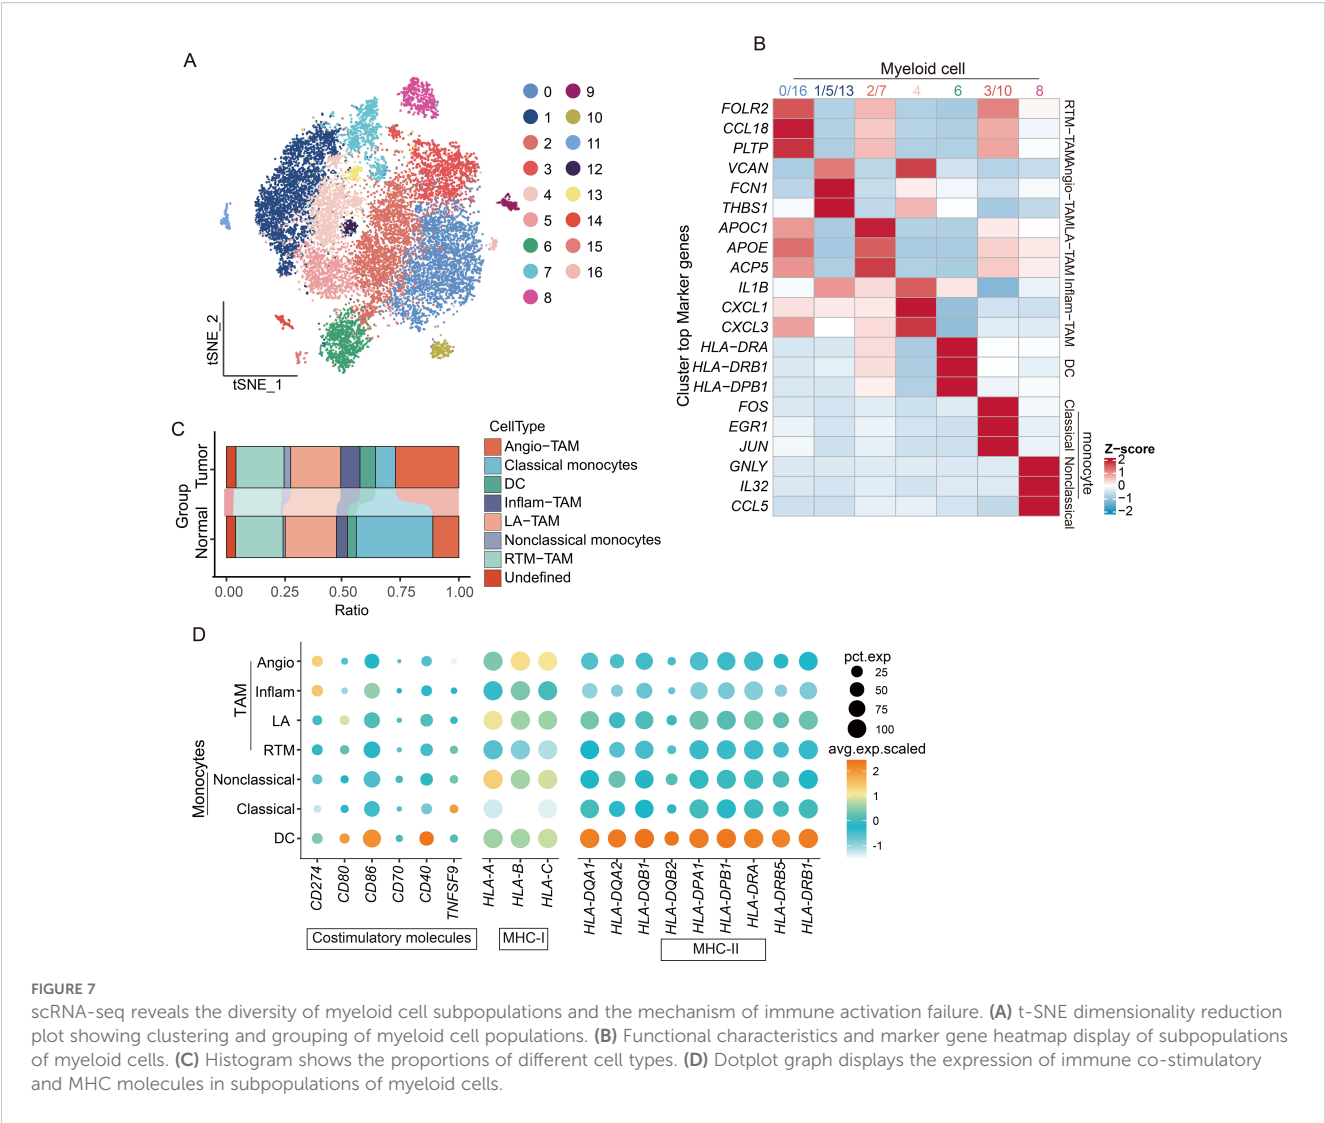 A
0
1
2
3
4
5
6
7
8
9
10
11
12
13
14
15
16
tSNE_2
tSNE_1
B
Myeloid cell
0/16 1/5/13 2/7 4 6 3/10 8
Cluster top Marker genes
FOLR2
CCL18
PLTP
VCAN
FCN1
THBS1
APOC1
APOE
ACP5
IL1B
CXCL1
CXCL3
HLA−DRA
HLA−DRB1
HLA−DPB1
FOS
EGR1
JUN
GNLY
IL32
CCL5
RTM−TAM
Angio−TAM
LA−TAM
Inflam−TAM
DC
Classical
Nonclassical
monocyte
Z−score
2
1
0
−1
−2
C
Group
Tumor
Normal
0.00 0.25 0.50 0.75 1.00
Ratio
CellType
Angio−TAM
Classical monocytes
DC
Inflam−TAM
LA−TAM
Nonclassical monocytes
RTM−TAM
Undefined
D
TAM
Monocytes
Angio
Inflam
LA
RTM
Nonclassical
Classical
DC
CD274
CD80
CD86
CD70
CD40
TNFSF9
HLA-A
HLA-B
HLA-C
HLA-DQA1
HLA-DQA2
HLA-DQB1
HLA-DQB2
HLA-DPA1
HLA-DPB1
HLA-DRA
HLA-DRB5
HLA-DRB1
Costimulatory molecules
MHC-I
MHC-II
pct.exp
25
50
75
100
avg.exp.scaled
2
1
0
-1
FIGURE 7
scRNA-seq reveals the diversity of myeloid cell subpopulations and the mechanism of immune activation failure. (A) t-SNE dimensionality reduction
plot showing clustering and grouping of myeloid cell populations. (B) Functional characteristics and marker gene heatmap display of subpopulations
of myeloid cells. (C) Histogram shows the proportions of different cell types. (D) Dotplot graph displays the expression of immune co-stimulatory
and MHC molecules in subpopulations of myeloid cells.